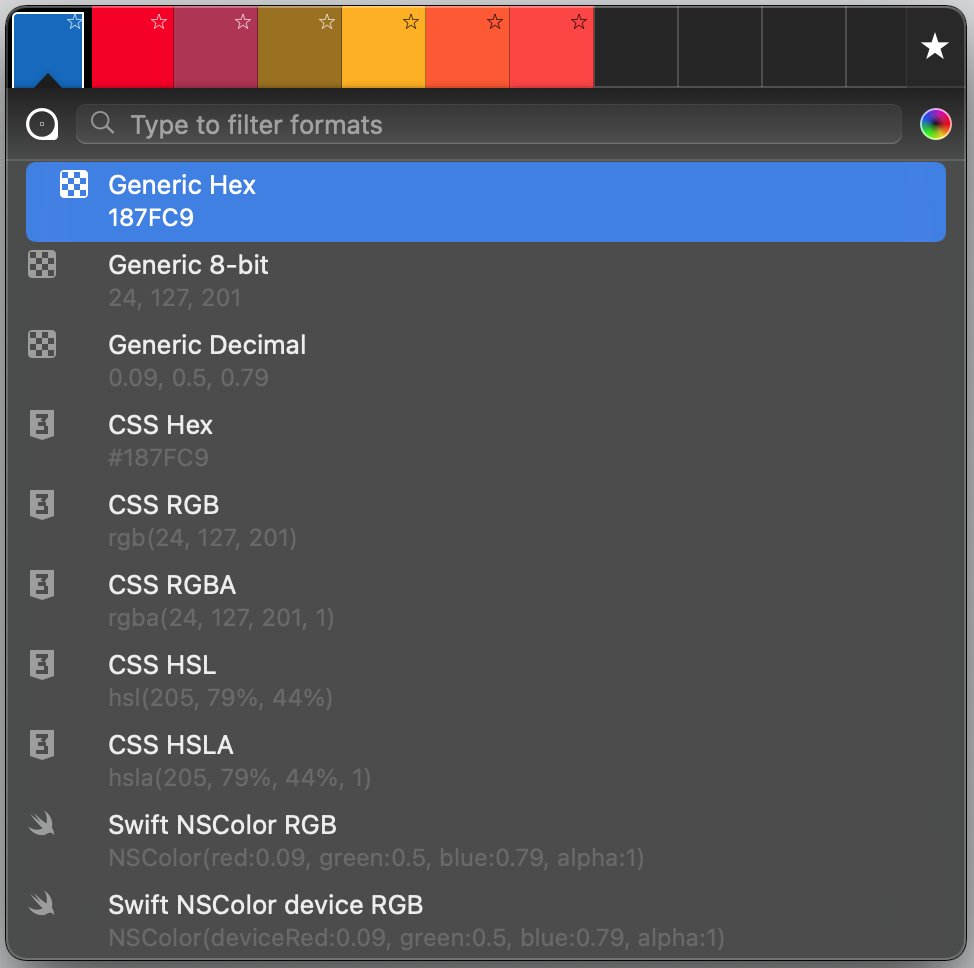 Type to filter formats
Generic Hex
187FC9
Generic 8-bit
24, 127, 201
Generic Decimal
0.09, 0.5, 0.79
CSS Hex
#187FC9
CSS RGB
rgb(24, 127, 201)
CSS RGBA
rgba(24, 127, 201, 1)
CSS HSL
hsl(205, 79%, 44%)
CSS HSLA
hsla(205, 79%, 44%, 1)
Swift NSColor RGB
NSColor(red:0.09, green:0.5, blue:0.79, alpha:1)
Swift NSColor device RGB
NSColor(deviceRed:0.09, green:0.5, blue:0.79, alpha:1)